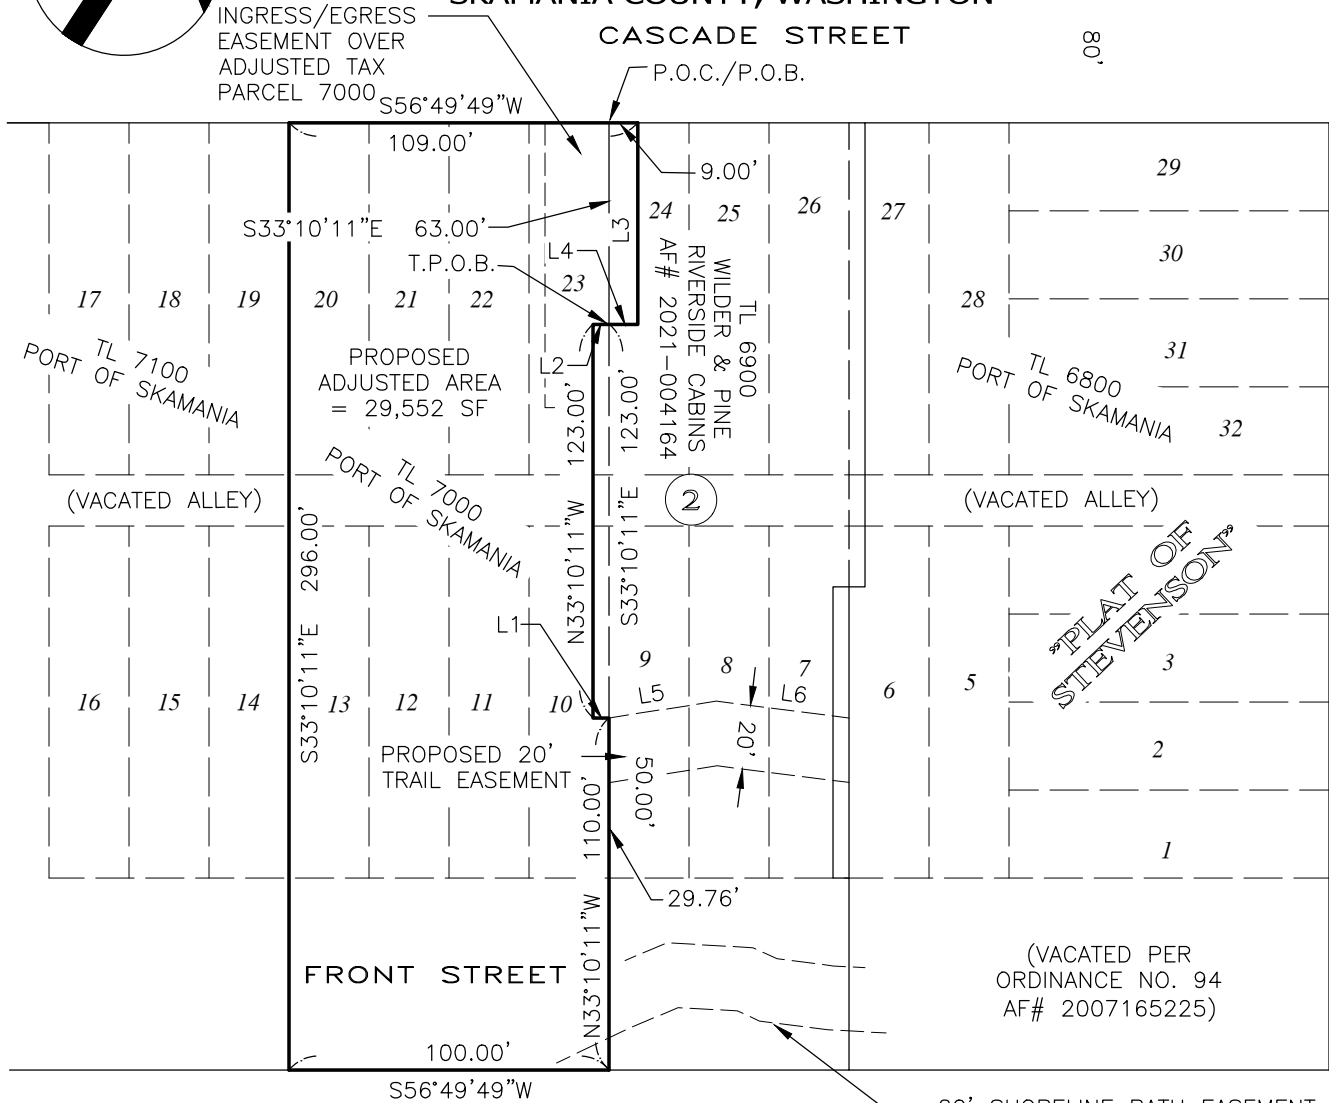 SKAMANIA COUNTY, WASHINGTON
INGRESS/EGRESS
EASEMENT OVER
ADJUSTED TAX
PARCEL 7000
CASCADE STREET
80'
P.O.C./P.O.B.
S56°49'49"W
109.00'
9.00'
S33°10'11"E 63.00'
L3
L4
T.P.O.B.
L2
17
18
19
20
21
22
23
24
25
26
27
28
29
30
31
32
TL 7100
PORT OF SKAMANIA
PROPOSED
ADJUSTED AREA
= 29,552 SF
TL 6900
WILDER & PINE
RIVERSIDE CABINS
AF# 2021-004164
TL 6800
PORT OF SKAMANIA
TL 7000
PORT OF SKAMANIA
(VACATED ALLEY)
2
(VACATED ALLEY)
S33°10'11"E 296.00'
N33°10'11"W 123.00'
S33°10'11"E 123.00'
"PLAT OF
STEVENSON"
L1
16
15
14
13
12
11
10
9
8
7
6
5
3
2
1
L5
L6
20'
PROPOSED 20'
TRAIL EASEMENT
50.00'
N33°10'11"W 110.00'
29.76'
FRONT STREET
(VACATED PER
ORDINANCE NO. 94
AF# 2007165225)
100.00'
S56°49'49"W
SHORELINE PATH EASEMENT